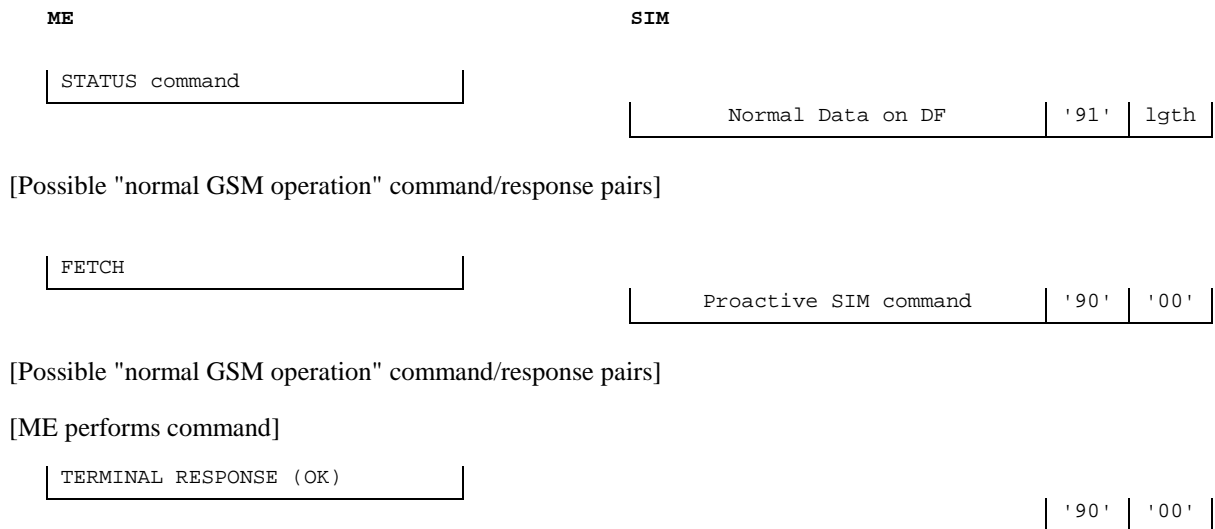 ME SIM
STATUS command
Normal Data on DF '91' lgth
[Possible "normal GSM operation" command/response pairs]
FETCH
Proactive SIM command '90' '00'
[Possible "normal GSM operation" command/response pairs]
[ME performs command]
TERMINAL RESPONSE (OK)
'90' '00'